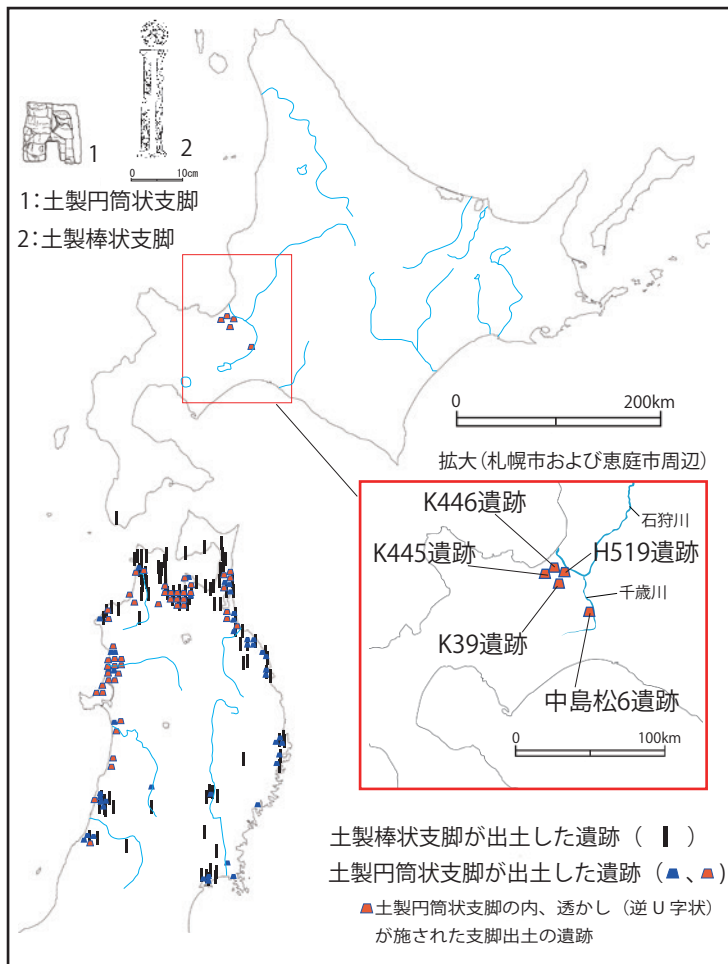 1
2
0 10cm
1:土製円筒状支脚
2:土製棒状支脚
0 200km
拡大(札幌市および恵庭市周辺)
K446遺跡
石狩川
K445遺跡
H519遺跡
千歳川
K39遺跡
中島松6遺跡
0 100km
土製棒状支脚が出土した遺跡( )
土製円筒状支脚が出土した遺跡( 、 )
土製円筒状支脚の内、透かし(逆U字状)
が施された支脚出土の遺跡